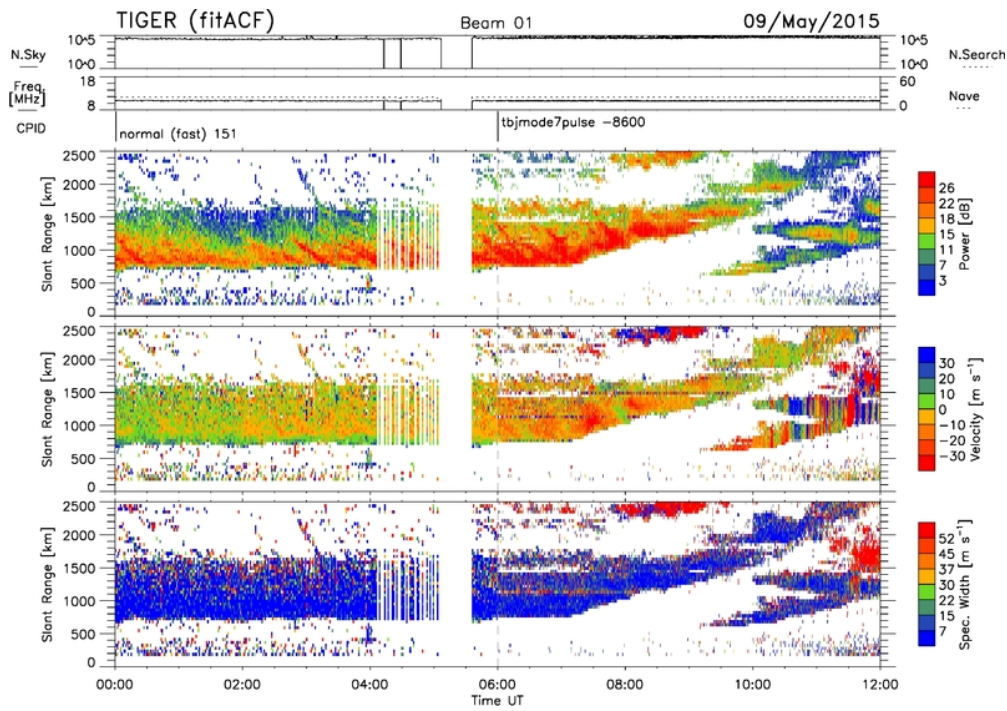 TIGER (fitACF) Beam 01 09/May/2015
N.Sky 10^5 10^0 10^5 10^0 N.Search
Freq. [MHz] 18 8 60 0 Nave
CPID normal (fast) 151 tbjmode7pulse -8600
Slant Range [km] 2500 2000 1500 1000 500 0
26 22 18 15 11 7 3 Power [dB]
Slant Range [km] 2500 2000 1500 1000 500 0
30 20 10 0 -10 -20 -30 Velocity [m s⁻¹]
Slant Range [km] 2500 2000 1500 1000 500 0
52 45 37 30 22 15 7 Spec. Width [m s⁻¹]
00:00 02:00 04:00 06:00 08:00 10:00 12:00
Time UT